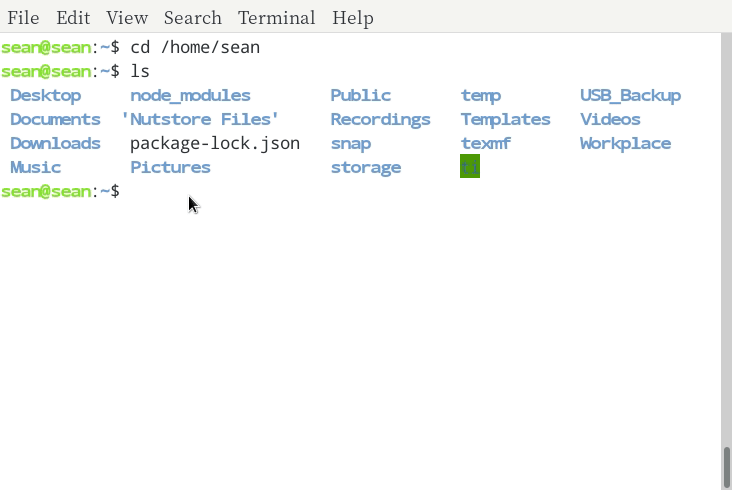 File Edit View Search Terminal Help
sean@sean:~$ cd /home/sean
sean@sean:~$ ls
Desktop node_modules Public temp USB_Backup
Documents 'Nutstore Files' Recordings Templates Videos
Downloads package-lock.json snap texmf Workplace
Music Pictures storage ti
sean@sean:~$